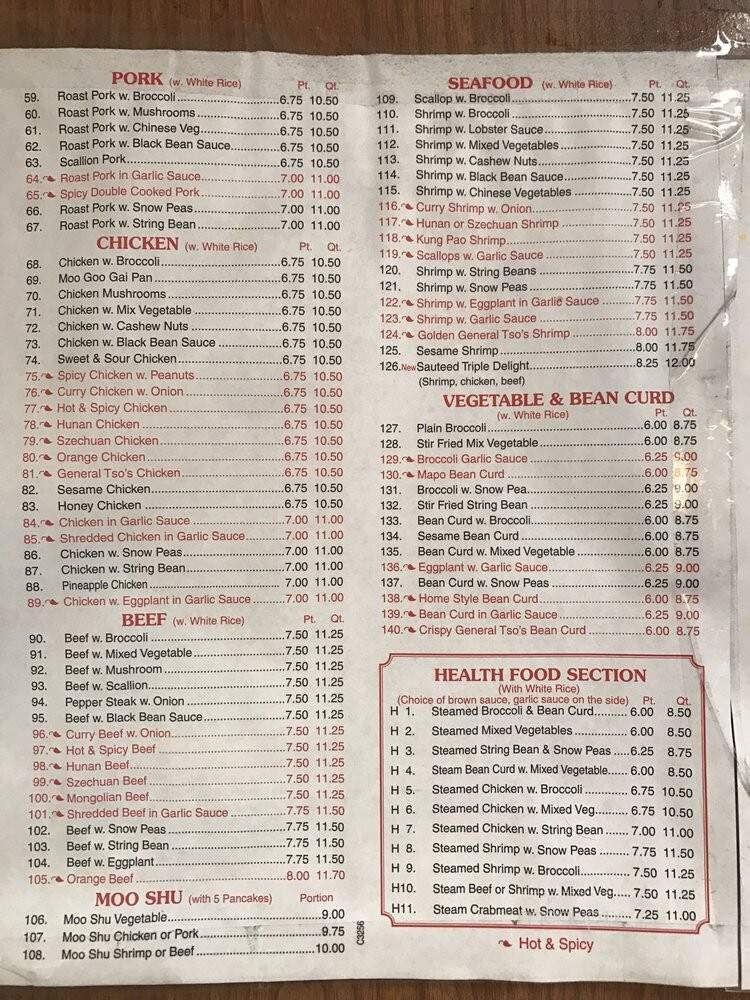 PORK (w. White Rice) Pt. Qt.
59. Roast Pork w. Broccoli 6.75 10.50
60. Roast Pork w. Mushrooms 6.75 10.50
61. Roast Pork w. Chinese Veg 6.75 10.50
62. Roast Pork w. Black Bean Sauce 6.75 10.50
63. Scallion Pork 6.75 10.50
64. Roast Pork in Garlic Sauce 7.00 11.00
65. Spicy Double Cooked Pork 7.00 11.00
66. Roast Pork w. Snow Peas 7.00 11.00
67. Roast Pork w. String Bean 7.00 11.00
CHICKEN (w. White Rice) Pt. Qt.
68. Chicken w. Broccoli 6.75 10.50
69. Moo Goo Gai Pan 6.75 10.50
70. Chicken Mushrooms 6.75 10.50
71. Chicken w. Mix Vegetable 6.75 10.50
72. Chicken w. Cashew Nuts 6.75 10.50
73. Chicken w. Black Bean Sauce 6.75 10.50
74. Sweet & Sour Chicken 6.75 10.50
75. Spicy Chicken w. Peanuts 6.75 10.50
76. Curry Chicken w. Onion 6.75 10.50
77. Hot & Spicy Chicken 6.75 10.50
78. Hunan Chicken 6.75 10.50
79. Szechuan Chicken 6.75 10.50
80. Orange Chicken 6.75 10.50
81. General Tso's Chicken 6.75 10.50
82. Sesame Chicken 6.75 10.50
83. Honey Chicken 6.75 10.50
84. Chicken in Garlic Sauce 7.00 11.00
85. Shredded Chicken in Garlic Sauce 7.00 11.00
86. Chicken w. Snow Peas 7.00 11.00
87. Chicken w. String Bean 7.00 11.00
88. Pineapple Chicken 7.00 11.00
89. Chicken w. Eggplant in Garlic Sauce 7.00 11.00
BEEF (w. White Rice) Pt. Qt.
90. Beef w. Broccoli 7.50 11.25
91. Beef w. Mixed Vegetable 7.50 11.25
92. Beef w. Mushroom 7.50 11.25
93. Beef w. Scallion 7.50 11.25
94. Pepper Steak w. Onion 7.50 11.25
95. Beef w. Black Bean Sauce 7.50 11.25
96. Curry Beef w. Onion 7.50 11.25
97. Hot & Spicy Beef 7.50 11.25
98. Hunan Beef 7.50 11.25
99. Szechuan Beef 7.50 11.25
100. Mongolian Beef 7.50 11.25
101. Shredded Beef in Garlic Sauce 7.75 11.50
102. Beef w. Snow Peas 7.75 11.50
103. Beef w. String Bean 7.75 11.50
104. Beef w. Eggplant 7.75 11.50
105. Orange Beef 8.00 11.70
MOO SHU (with 5 Pancakes) Portion
106. Moo Shu Vegetable 9.00
107. Moo Shu Chicken or Pork 9.75
108. Moo Shu Shrimp or Beef 10.00
C3256
SEAFOOD (w. White Rice) Pt. Qt.
109. Scallop w. Broccoli 7.50 11.25
110. Shrimp w. Broccoli 7.50 11.25
111. Shrimp w. Lobster Sauce 7.50 11.25
112. Shrimp w. Mixed Vegetables 7.50 11.25
113. Shrimp w. Cashew Nuts 7.50 11.25
114. Shrimp w. Black Bean Sauce 7.50 11.25
115. Shrimp w. Chinese Vegetables 7.50 11.25
116. Curry Shrimp w. Onion 7.50 11.25
117. Hunan or Szechuan Shrimp 7.50 11.25
118. Kung Pao Shrimp 7.50 11.25
119. Scallops w. Garlic Sauce 7.50 11.25
120. Shrimp w. String Beans 7.75 11.50
121. Shrimp w. Snow Peas 7.75 11.50
122. Shrimp w. Eggplant in Garlic Sauce 7.75 11.50
123. Shrimp w. Garlic Sauce 7.75 11.50
124. Golden General Tso's Shrimp 8.00 11.75
125. Sesame Shrimp 8.00 11.75
126. New Sauteed Triple Delight 8.25 12.00
(Shrimp, chicken, beef)
VEGETABLE & BEAN CURD
(w. White Rice) Pt. Qt.
127. Plain Broccoli 6.00 8.75
128. Stir Fried Mix Vegetable 6.00 8.75
129. Broccoli Garlic Sauce 6.25 9.00
130. Mapo Bean Curd 6.00 8.75
131. Broccoli w. Snow Pea 6.25 9.00
132. Stir Fried String Bean 6.25 9.00
133. Bean Curd w. Broccoli 6.00 8.75
134. Sesame Bean Curd 6.00 8.75
135. Bean Curd w. Mixed Vegetable 6.00 8.75
136. Eggplant w. Garlic Sauce 6.25 9.00
137. Bean Curd w. Snow Peas 6.25 9.00
138. Home Style Bean Curd 6.00 8.75
139. Bean Curd in Garlic Sauce 6.25 9.00
140. Crispy General Tso's Bean Curd 6.00 8.75
HEALTH FOOD SECTION
(With White Rice)
(Choice of brown sauce, garlic sauce on the side) Pt. Qt.
H 1. Steamed Broccoli & Bean Curd 6.00 8.50
H 2. Steamed Mixed Vegetables 6.00 8.50
H 3. Steamed String Bean & Snow Peas 6.25 8.75
H 4. Steam Bean Curd w. Mixed Vegetable 6.00 8.50
H 5. Steamed Chicken w. Broccoli 6.75 10.50
H 6. Steamed Chicken w. Mixed Veg 6.75 10.50
H 7. Steamed Chicken w. String Bean 7.00 11.00
H 8. Steamed Shrimp w. Snow Peas 7.75 11.50
H 9. Steamed Shrimp w. Broccoli 7.50 11.25
H10. Steam Beef or Shrimp w. Mixed Veg 7.50 11.25
H11. Steam Crabmeat w. Snow Peas 7.25 11.00
Hot & Spicy